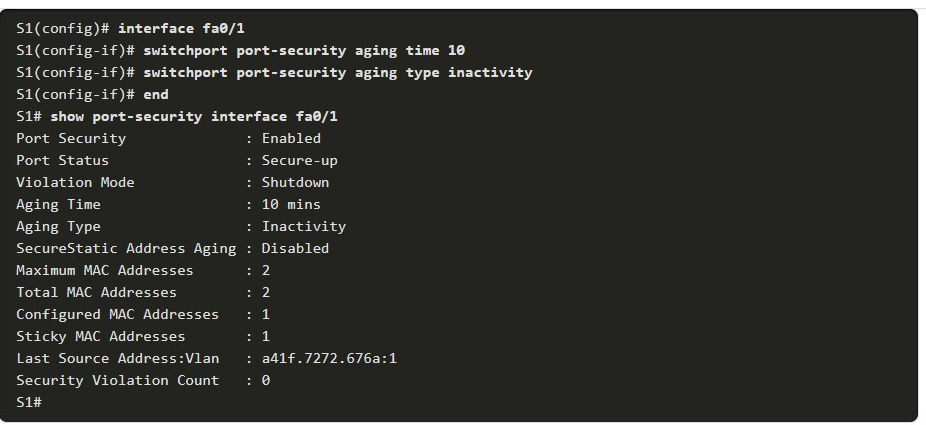 S1(config)# interface fa0/1
S1(config-if)# switchport port-security aging time 10
S1(config-if)# switchport port-security aging type inactivity
S1(config-if)# end
S1# show port-security interface fa0/1
Port Security              : Enabled
Port Status                : Secure-up
Violation Mode             : Shutdown
Aging Time                 : 10 mins
Aging Type                 : Inactivity
SecureStatic Address Aging : Disabled
Maximum MAC Addresses      : 2
Total MAC Addresses        : 2
Configured MAC Addresses   : 1
Sticky MAC Addresses       : 1
Last Source Address:Vlan   : a41f.7272.676a:1
Security Violation Count   : 0
S1#